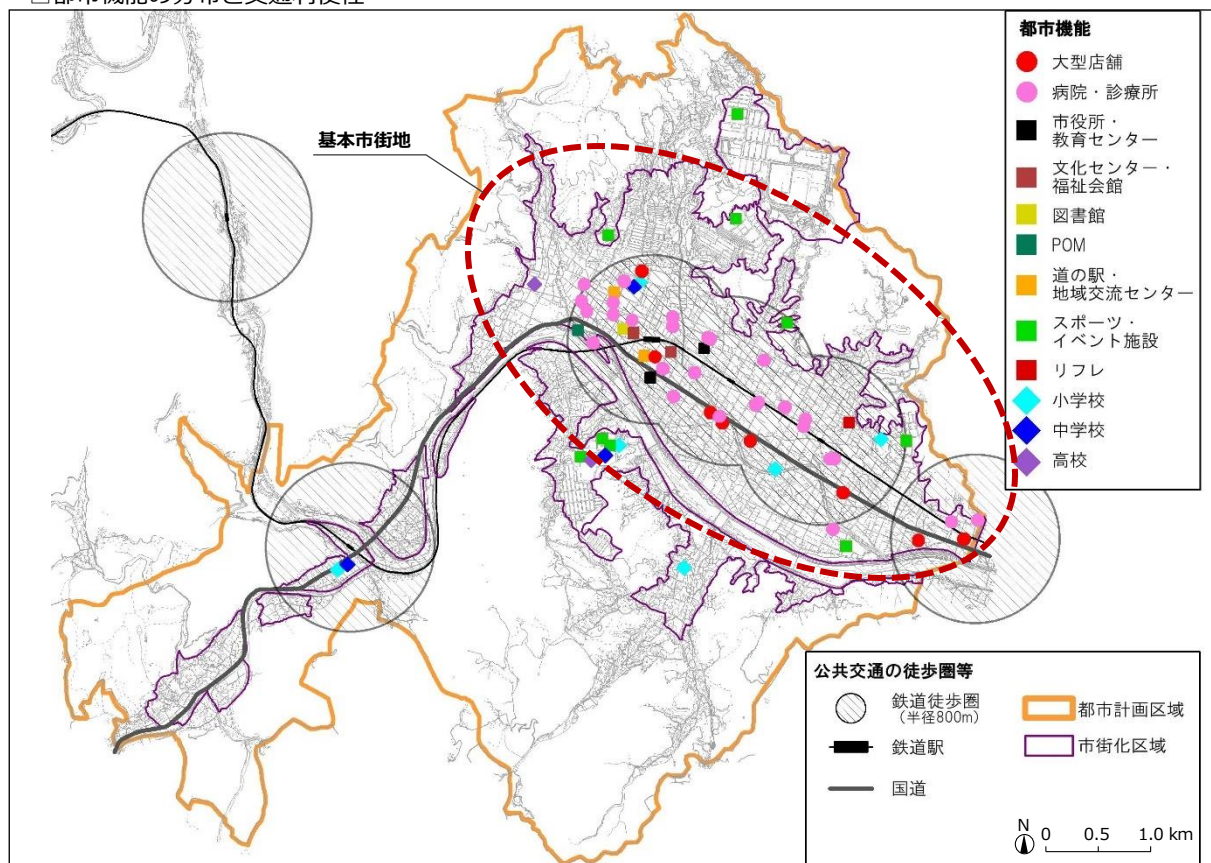 □都市機能の分布と交通利便性
基本市街地
都市機能
大型店舗
病院・診療所
市役所・
教育センター
文化センター・
福祉会館
図書館
POM
道の駅・
地域交流センター
スポーツ・
イベント施設
リフレ
小学校
中学校
高校
公共交通の徒歩圏等
鉄道徒歩圏
(半径800m)
鉄道駅
国道
都市計画区域
市街化区域
N
0 0.5 1.0 km